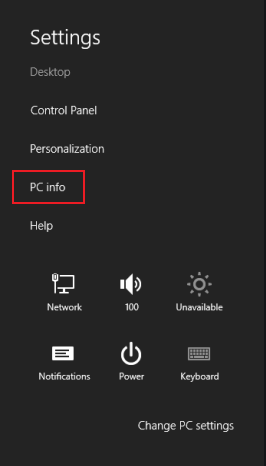 Settings
Desktop
Control Panel
Personalization
PC info
Help
Network 100 Unavailable
Notifications Power Keyboard
Change PC settings